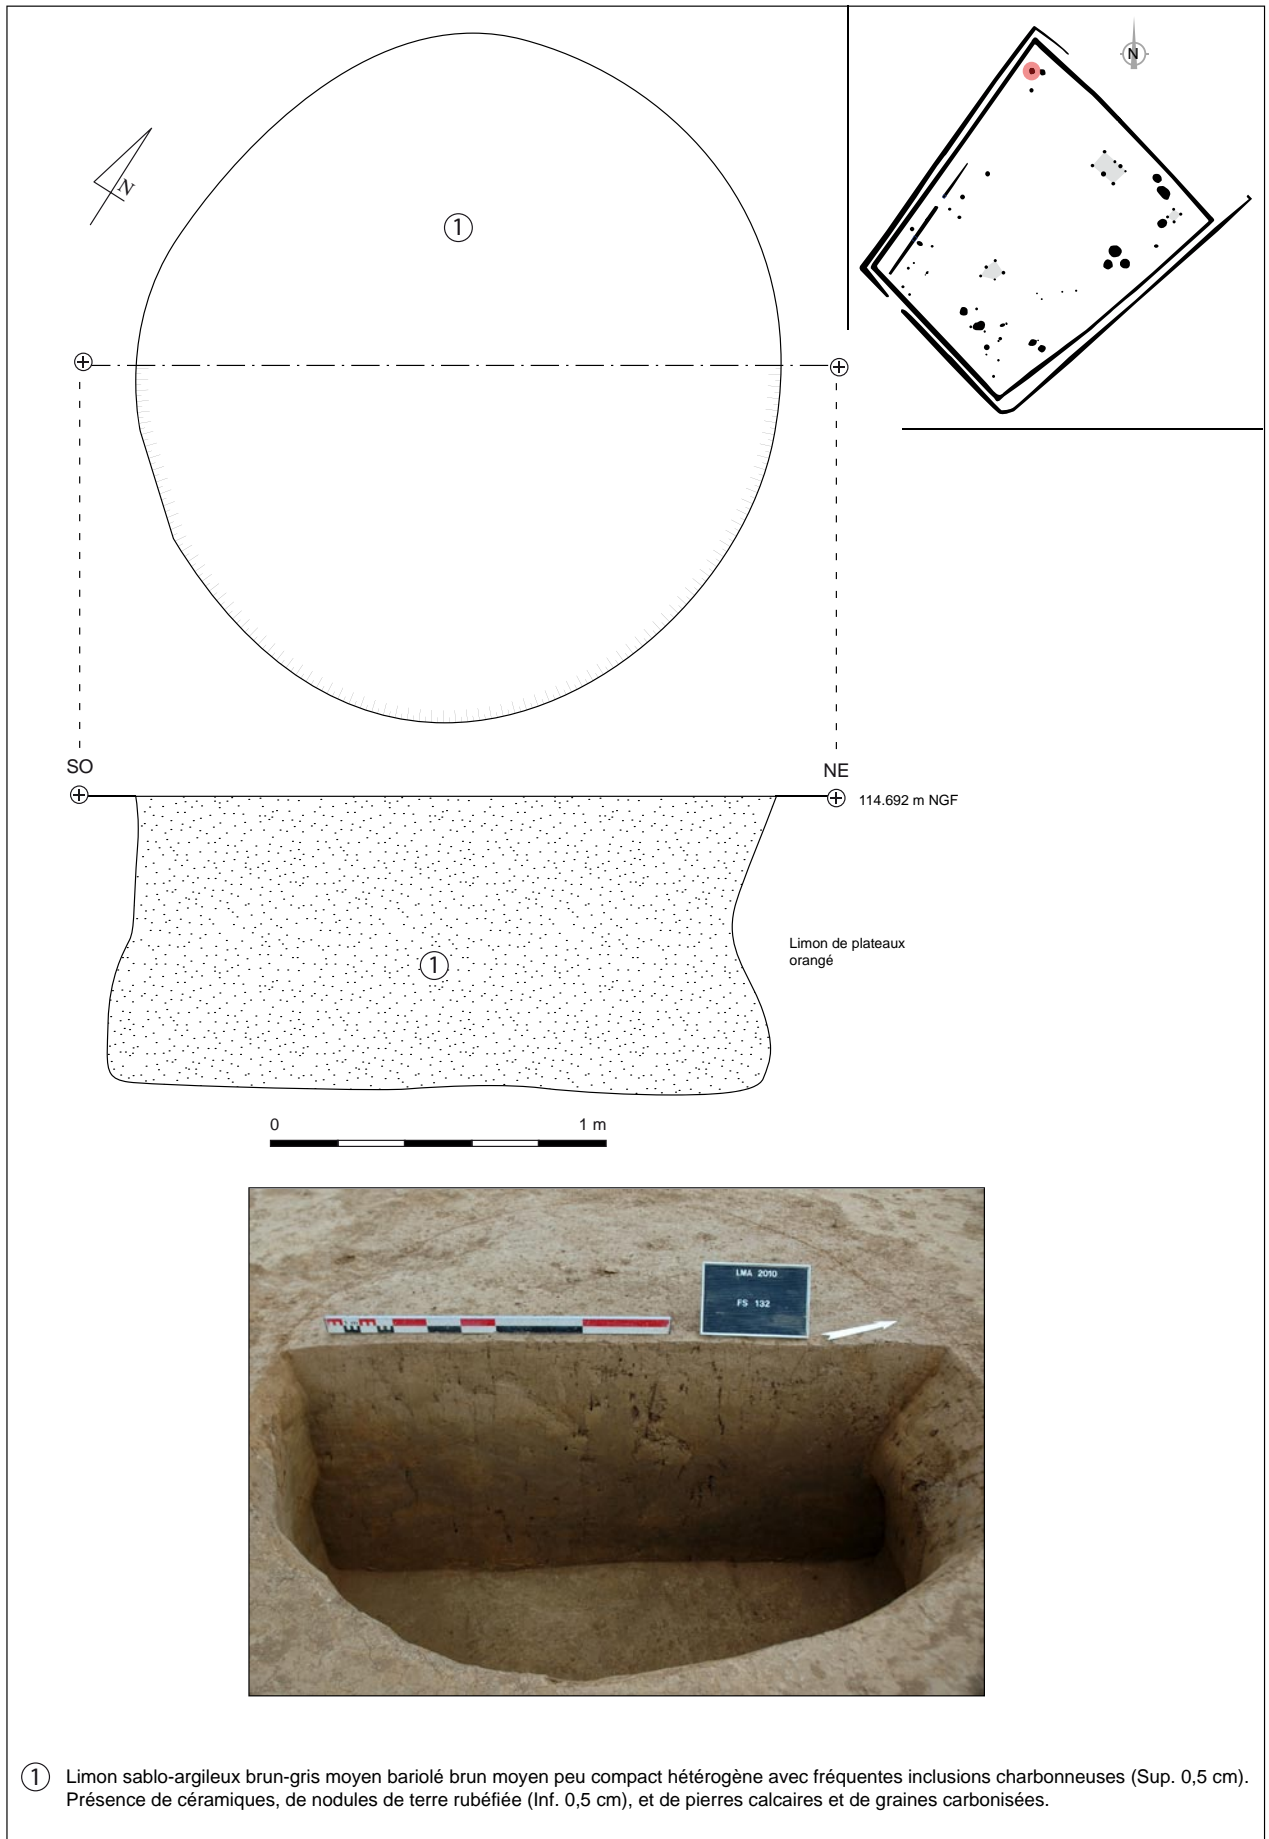 N
N
1
SO
NE
114.692 m NGF
Limon de plateaux
orangé
1
0 1 m
LMA 2010
FS 132
1 Limon sablo-argileux brun-gris moyen bariolé brun moyen peu compact hétérogène avec fréquentes inclusions charbonneuses (Sup. 0,5 cm).
Présence de céramiques, de nodules de terre rubéfiée (Inf. 0,5 cm), et de pierres calcaires et de graines carbonisées.